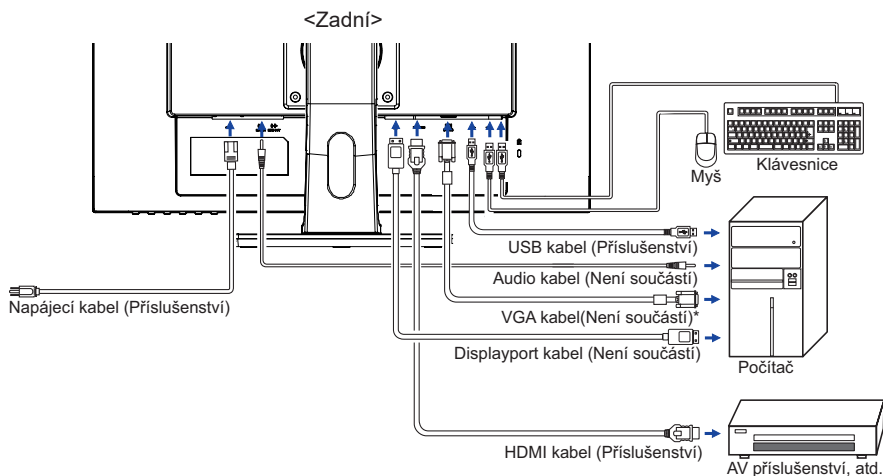 <Zadní>
Klávesnice
Myš
USB kabel (Příslušenství)
Audio kabel (Není součástí)
Napájecí kabel (Příslušenství)
VGA kabel(Není součástí)*
Displayport kabel (Není součástí)
Počítač
HDMI kabel (Příslušenství)
AV příslušenství, atd.